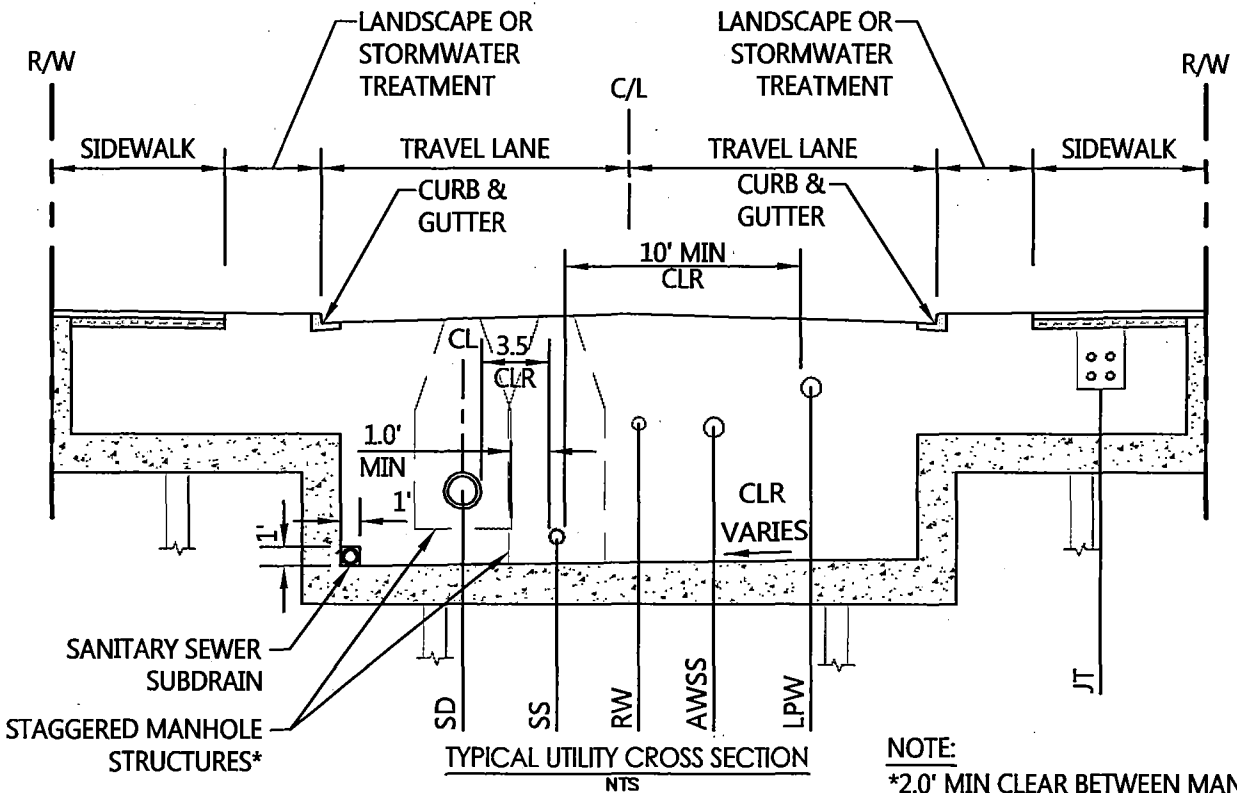 LANDSCAPE OR
STORMWATER
TREATMENT
LANDSCAPE OR
STORMWATER
TREATMENT
R/W
C/L
R/W
SIDEWALK
TRAVEL LANE
TRAVEL LANE
SIDEWALK
CURB &
GUTTER
CURB &
GUTTER
10' MIN
CLR
CL
3.5'
CLR
1.0'
MIN
1'
1'
CLR
VARIES
SANITARY SEWER
SUBDRAIN
STAGGERED MANHOLE
STRUCTURES*
SD
SS
RW
AWSS
LPW
JT
TYPICAL UTILITY CROSS SECTION
NTS
NOTE:
*2.0' MIN CLEAR BETWEEN MAN